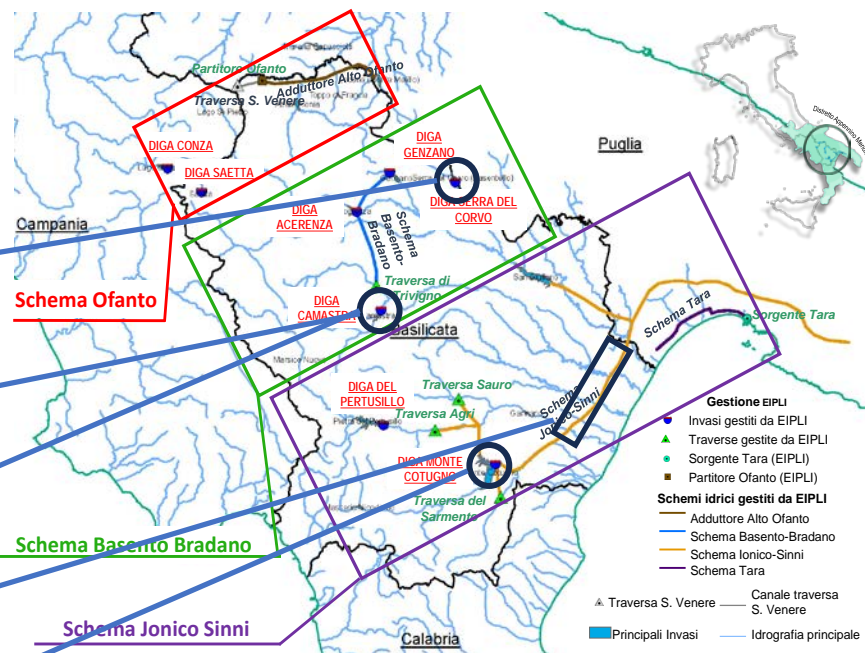 Partitore Ofanto
Adduttore Alto Ofanto
Traversa S. Venere
DIGA CONZA
DIGA SAETTA
DIGA
GENZANO
Puglia
Distretto Appennino
Campania
DIGA
ACERENZA
Schema
Basento-
Bradano
DIGA SERRA DEL
CORVO
Schema Ofanto
Traversa di
Trivigno
DIGA
CAMASTRA
Basilicata
Schema Tara
Sorgente Tara
DIGA DEL
PERTUSILLO
Traversa Sauro
Traversa Agri
Schema
Jonico-Sinni
DIGA MONTE
COTUGNO
Traversa del
Sarmento
Schema Basento Bradano
Schema Jonico Sinni
Calabria
Gestione EIPLI
Invasi gestiti da EIPLI
Traverse gestite da EIPLI
Sorgente Tara (EIPLI)
Partitore Ofanto (EIPLI)
Schemi idrici gestiti da EIPLI
Adduttore Alto Ofanto
Schema Basento-Bradano
Schema Ionico-Sinni
Schema Tara
Traversa S. Venere
Canale traversa
S. Venere
Principali Invasi
Idrografia principale